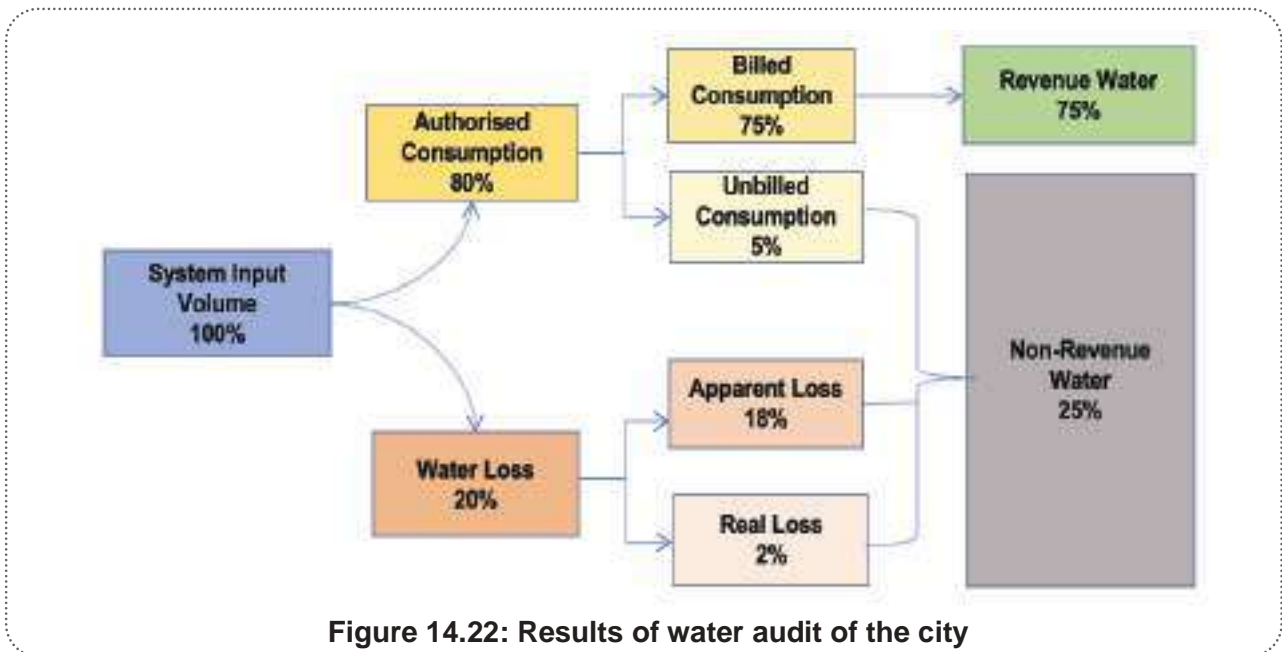 System Input
Volume
100%
Authorised
Consumption
80%
Water Loss
20%
Billed
Consumption
75%
Unbilled
Consumption
5%
Apparent Loss
18%
Real Loss
2%
Revenue Water
75%
Non-Revenue
Water
25%
Figure 14.22: Results of water audit of the city